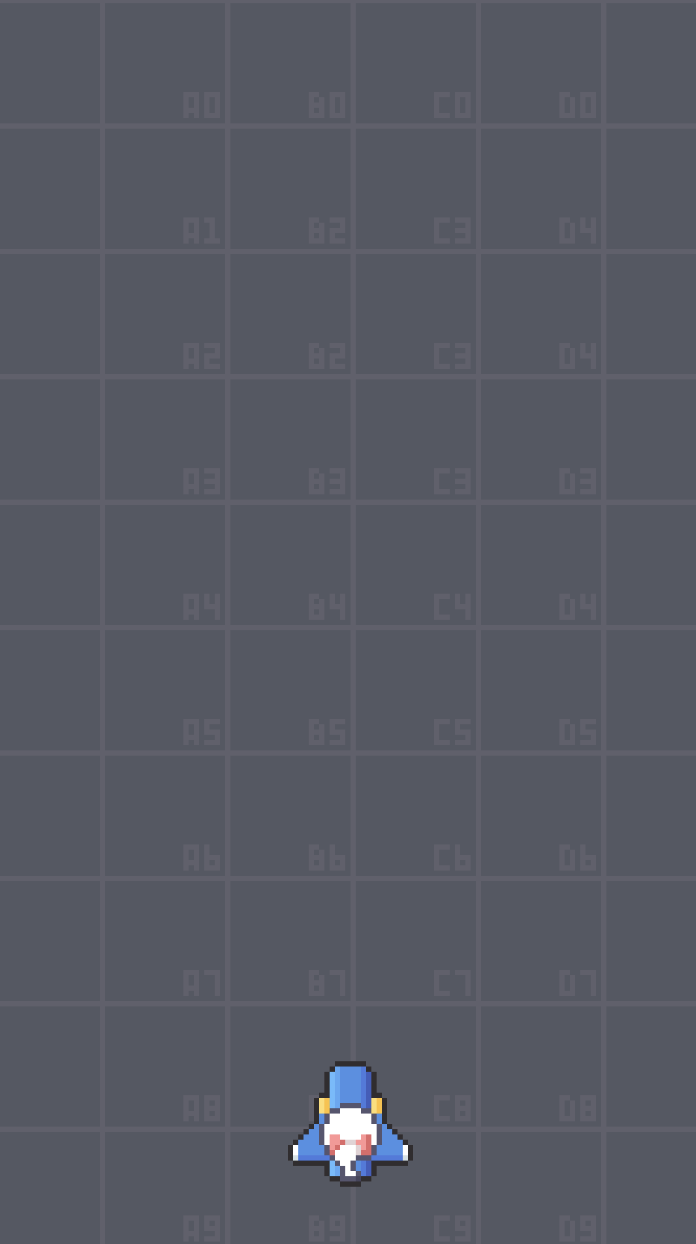 A0 B0 C0 D0
A1 B2 C3 D4
A2 B2 C3 D4
A3 B3 C3 D3
A4 B4 C4 D4
A5 B5 C5 D5
A6 B6 C6 D6
A7 B7 C7 D7
A8 C8 D8
A9 B9 C9 D9